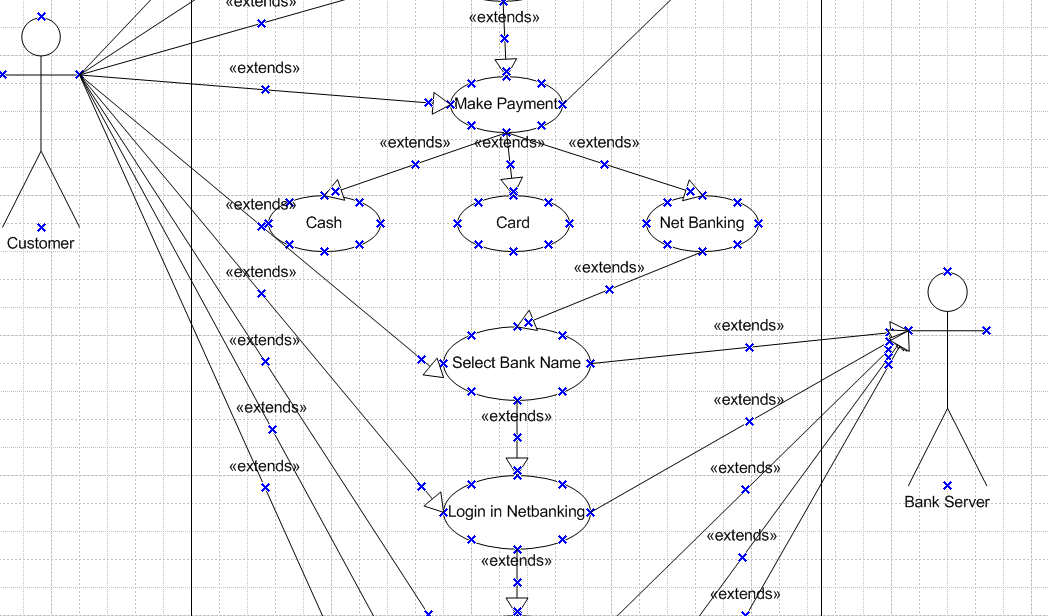 «extends»
«extends»
«extends»
Make Payment
«extends»
«extends»
«extends»
«extends»
Cash
Card
Net Banking
Customer
«extends»
«extends»
«extends»
«extends»
Select Bank Name
«extends»
«extends»
«extends»
«extends»
«extends»
Bank Server
Login in Netbanking
«extends»
«extends»
«extends»